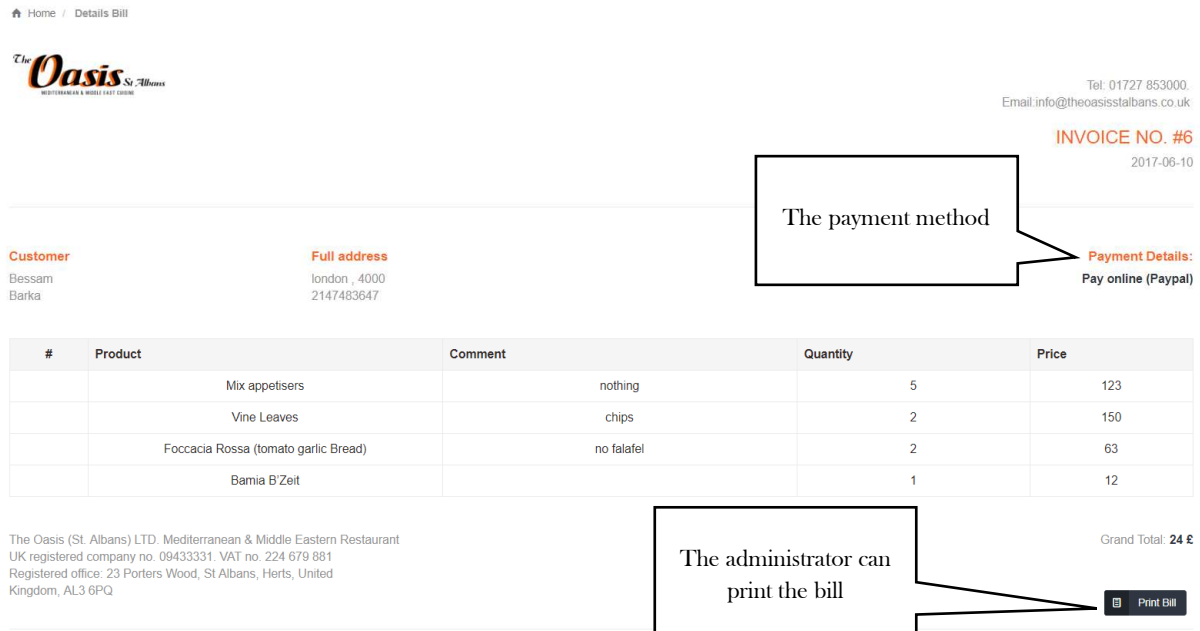 Home / Details Bill
The Oasis St Albans
MEDITERRANEAN & MIDDLE EAST CUISINE
Tel: 01727 853000.
Email:info@theoasisstalbans.co.uk
INVOICE NO. #6
2017-06-10
The payment method
Customer Full address Payment Details:
Bessam london , 4000 Pay online (Paypal)
Barka 2147483647
# Product Comment Quantity Price
Mix appetisers nothing 5 123
Vine Leaves chips 2 150
Foccacia Rossa (tomato garlic Bread) no falafel 2 63
Bamia B'Zeit 1 12
The Oasis (St. Albans) LTD. Mediterranean & Middle Eastern Restaurant
UK registered company no. 09433331. VAT no. 224 679 881
Registered office: 23 Porters Wood, St Albans, Herts, United
Kingdom, AL3 6PQ
Grand Total: 24 £
The administrator can
print the bill
Print Bill